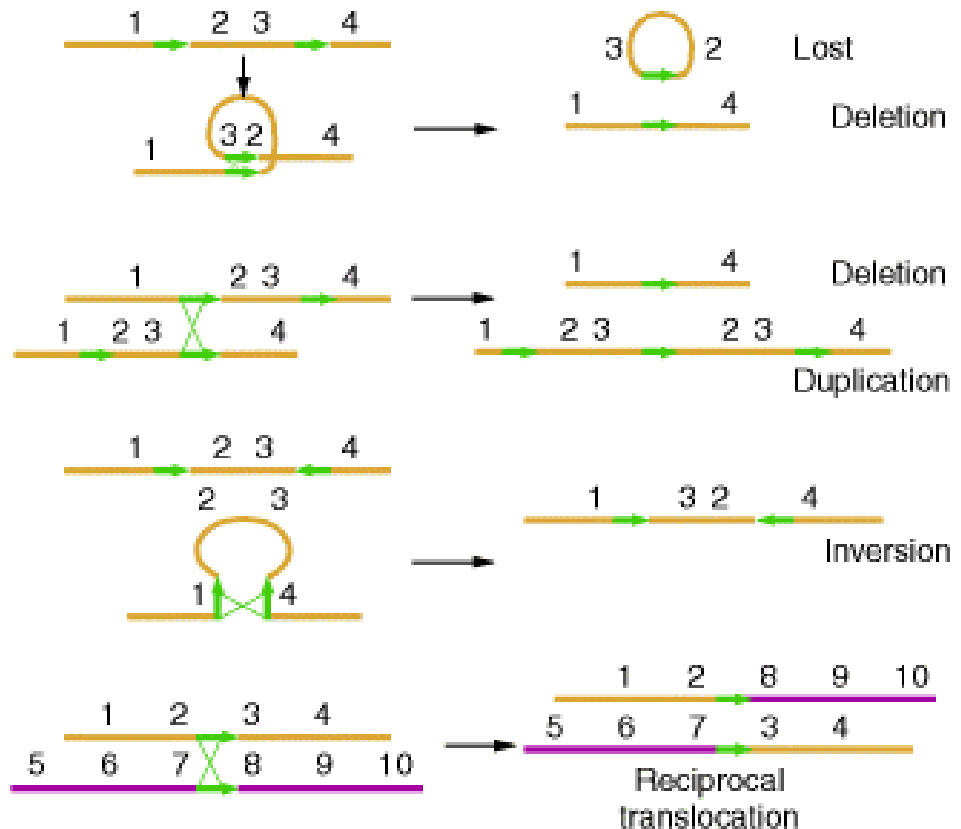 1 2 3 4
3 2 Lost
1 4 Deletion
3 2 4
1
1 2 3 4
1 2 3 4
1 4 Deletion
1 2 3 2 3 4
Duplication
1 2 3 4
2 3
1 4
1 3 2 4
Inversion
1 2 3 4
5 6 7 8 9 10
1 2 8 9 10
5 6 7 3 4
Reciprocal
translocation